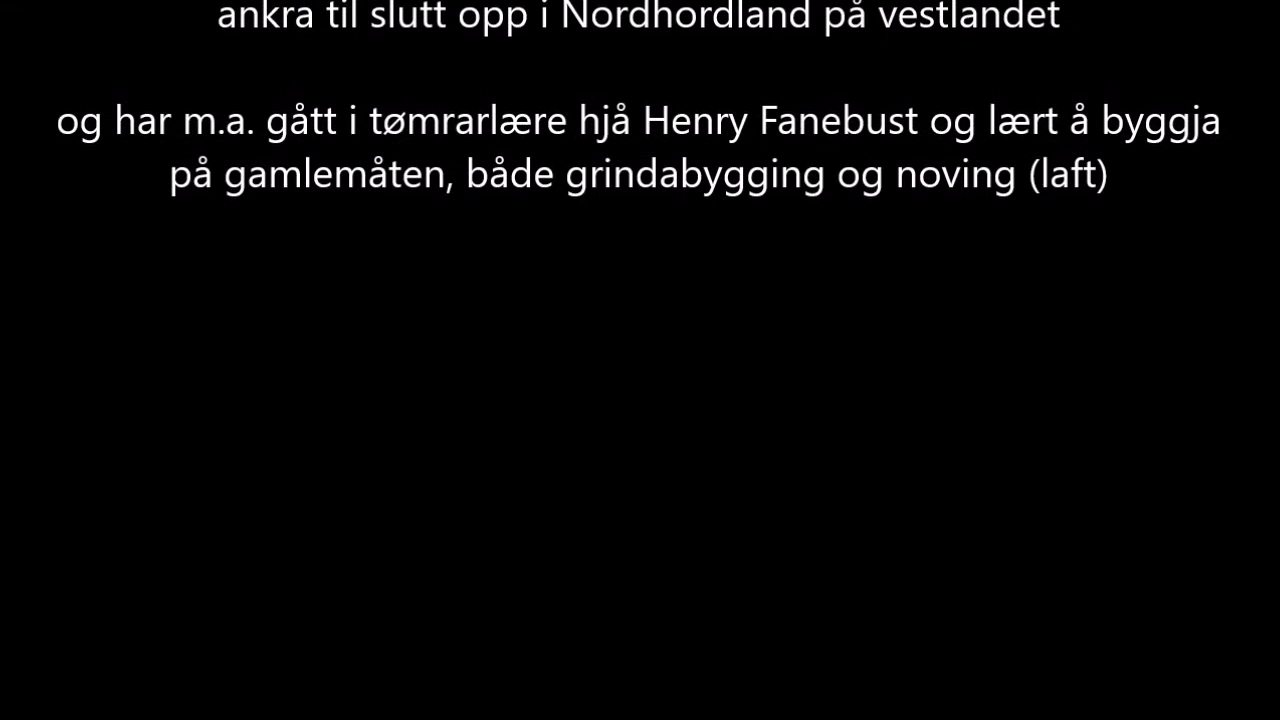 ankra til slutt opp i Nordhordland på vestlandet
og har m.a. gått i tømrarlære hjå Henry Fanebust og lært å byggja
på gamlemåten, både grindabygging og noving (laft)